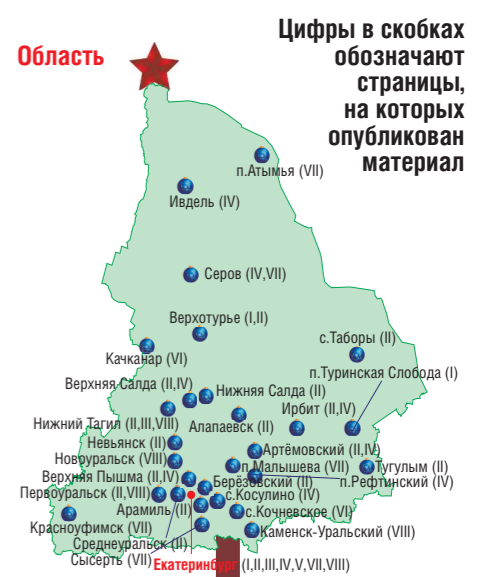 Область
Цифры в скобках
обозначают
страницы,
на которых
опубликован
материал
п.Атымья (VII)
Ивдель (IV)
Серов (IV,VII)
Верхотурье (I,II)
с.Таборы (II)
Качканар (VI)
п.Туринская Слобода (I)
Верхняя Салда (II,IV)
Нижняя Салда (II)
Ирбит (II,IV)
Нижний Тагил (II,III,VIII)
Алапаевск (II)
Невьянск (II)
Артёмовский (II,IV)
Новоуральск (VIII)
п.Малышева (VII)
Тугулым (II)
Верхняя Пышма (II,IV)
Берёзовский (II)
п.Рефтинский (IV)
Первоуральск (II,VIII)
с.Косулино (IV)
Арамиль (II)
с.Кочневское (VI)
Красноуфимск (VII)
Каменск-Уральский (VIII)
Среднеуральск (II)
Сысерть (VII)
Екатеринбург (I,II,III,IV,V,VII,VIII)